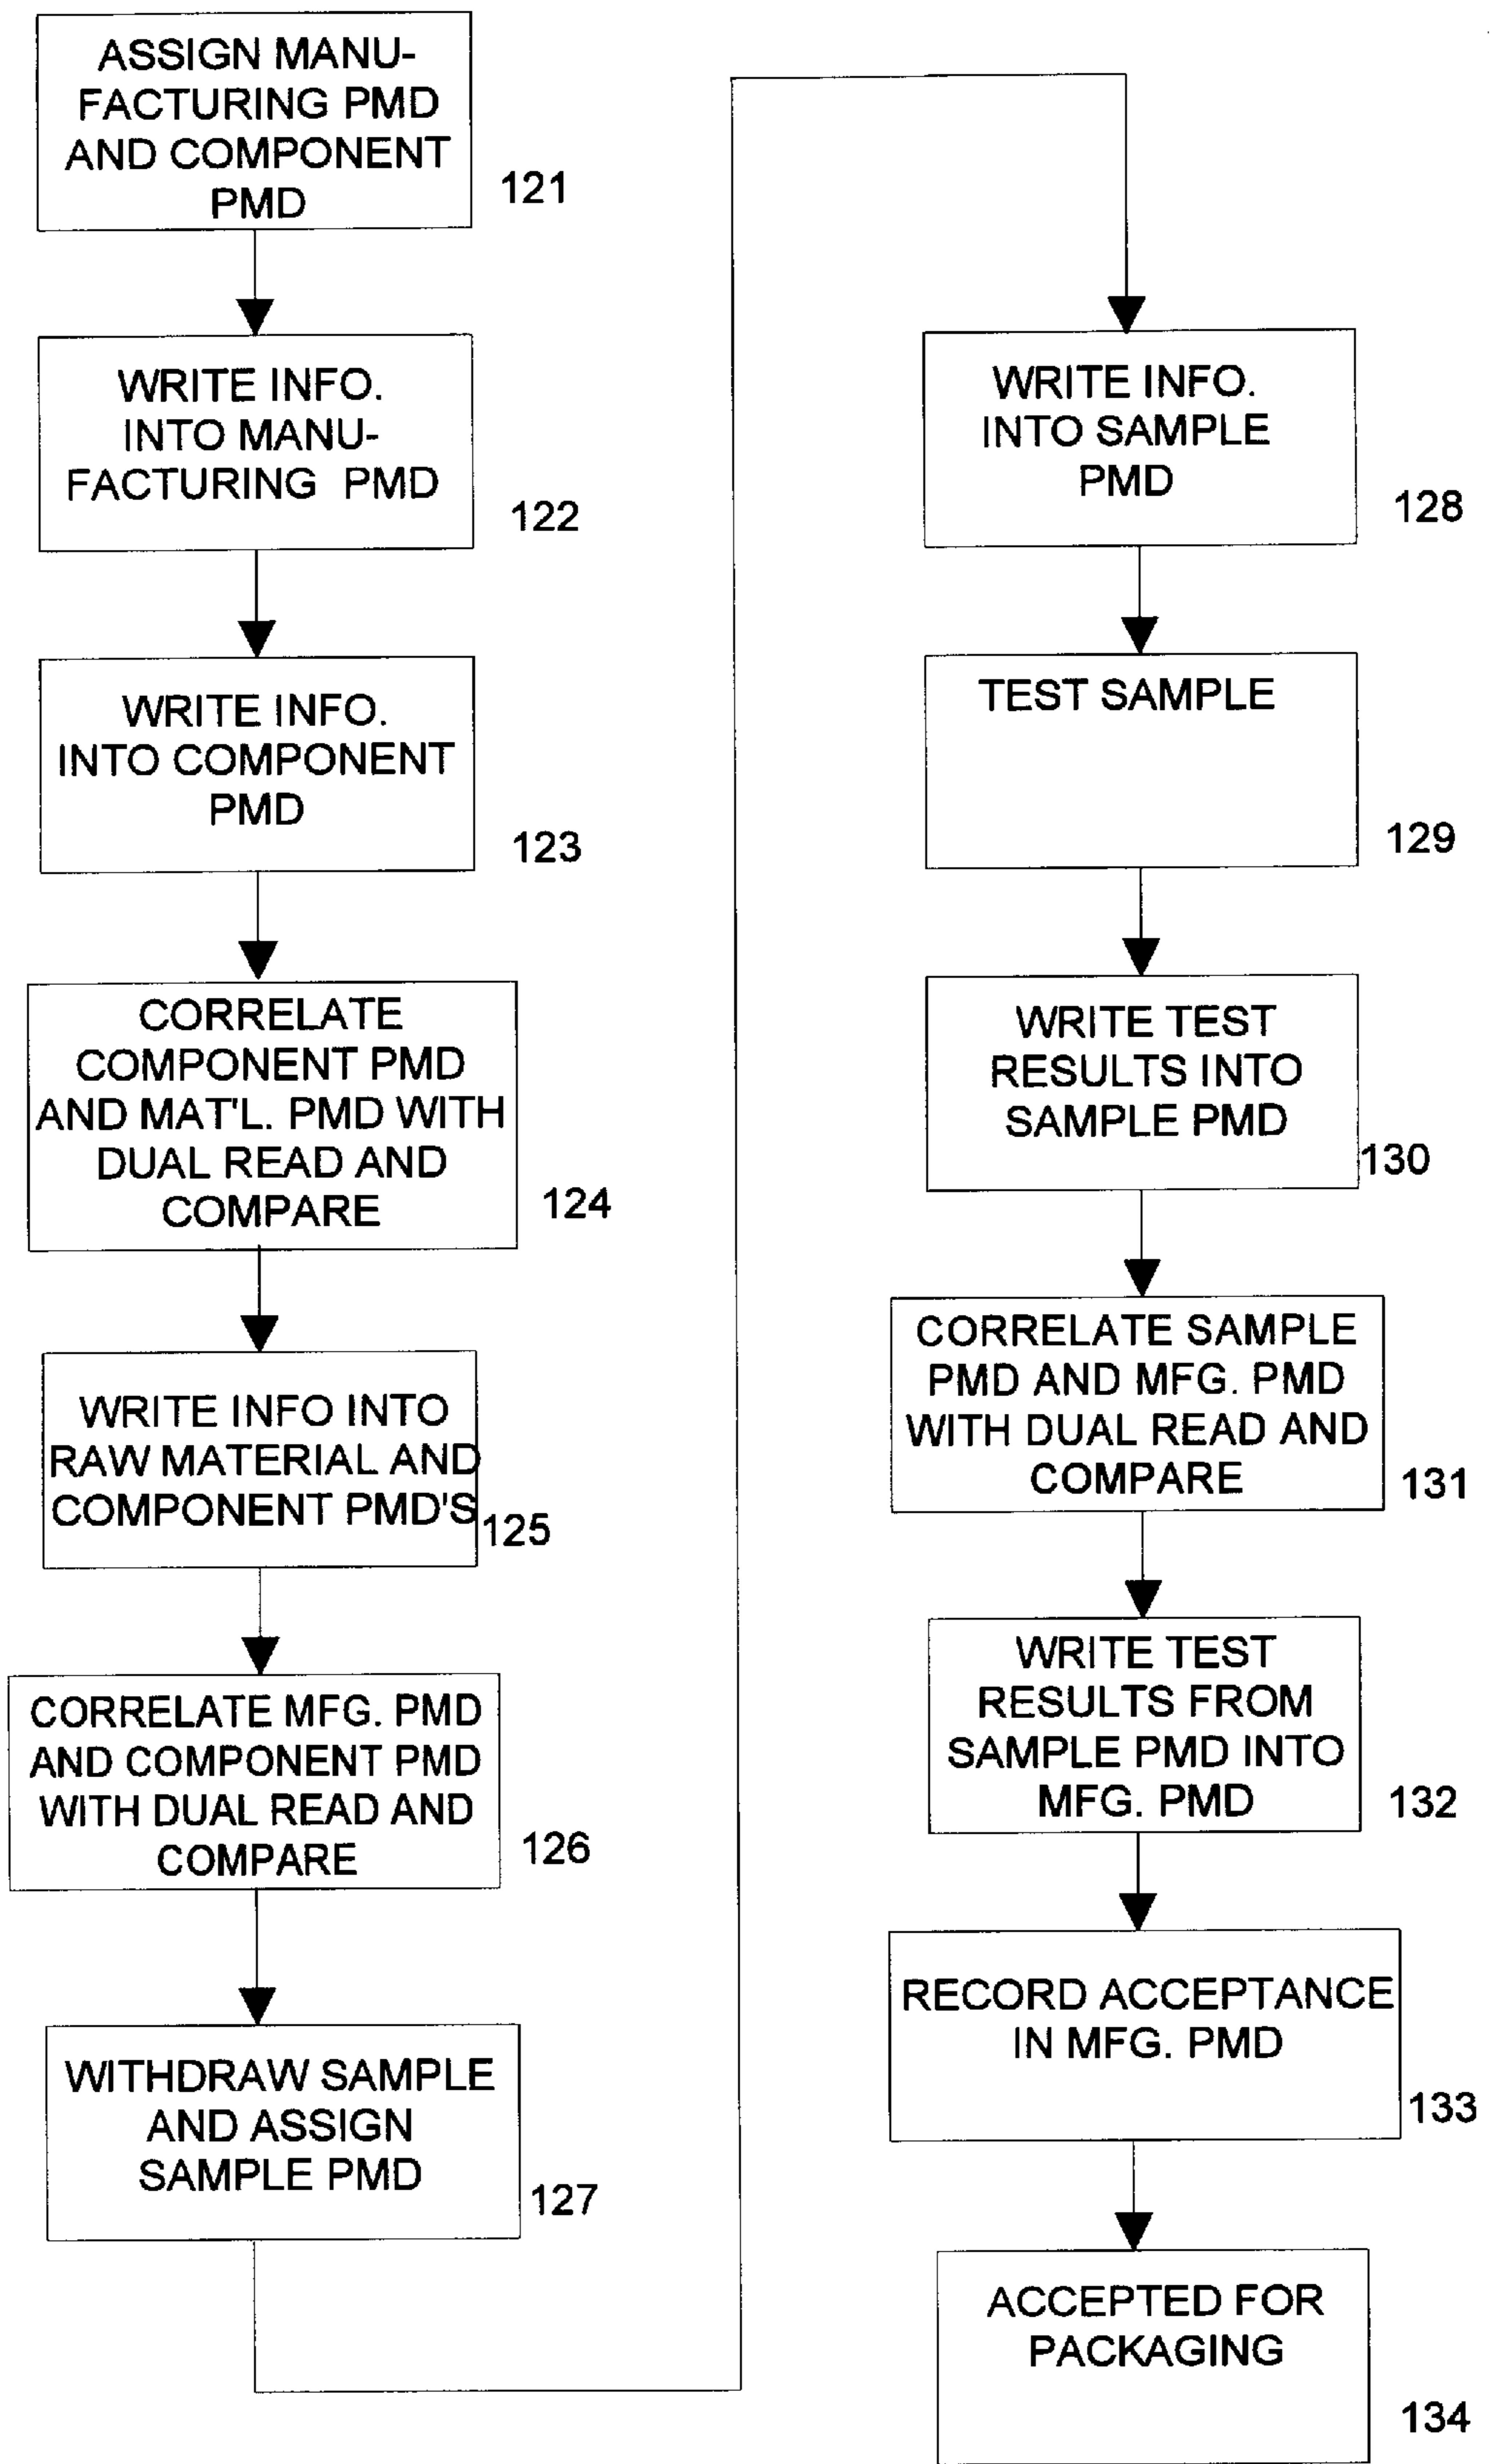 ASSIGN MANU-
FACTURING PMD
AND COMPONENT
PMD
121
WRITE INFO.
INTO MANU-
FACTURING PMD
122
WRITE INFO.
INTO COMPONENT
PMD
123
CORRELATE
COMPONENT PMD
AND MAT'L. PMD WITH
DUAL READ AND
COMPARE
124
WRITE INFO INTO
RAW MATERIAL AND
COMPONENT PMD'S
125
CORRELATE MFG. PMD
AND COMPONENT PMD
WITH DUAL READ AND
COMPARE
126
WITHDRAW SAMPLE
AND ASSIGN
SAMPLE PMD
127
WRITE INFO.
INTO SAMPLE
PMD
128
TEST SAMPLE
129
WRITE TEST
RESULTS INTO
SAMPLE PMD
130
CORRELATE SAMPLE
PMD AND MFG. PMD
WITH DUAL READ AND
COMPARE
131
WRITE TEST
RESULTS FROM
SAMPLE PMD INTO
MFG. PMD
132
RECORD ACCEPTANCE
IN MFG. PMD
133
ACCEPTED FOR
PACKAGING
134